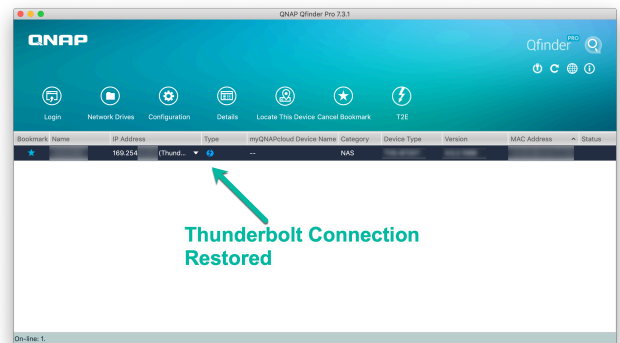 QNAP Qfinder Pro 7.3.1
QNAP
Qfinder PRO
Login Network Drives Configuration Details Locate This Device Cancel Bookmark T2E
Bookmark Name IP Address Type myQNAPcloud Device Name Category Device Type Version MAC Address Status
169.254 (Thund... -- NAS
Thunderbolt Connection
Restored
On-line: 1.